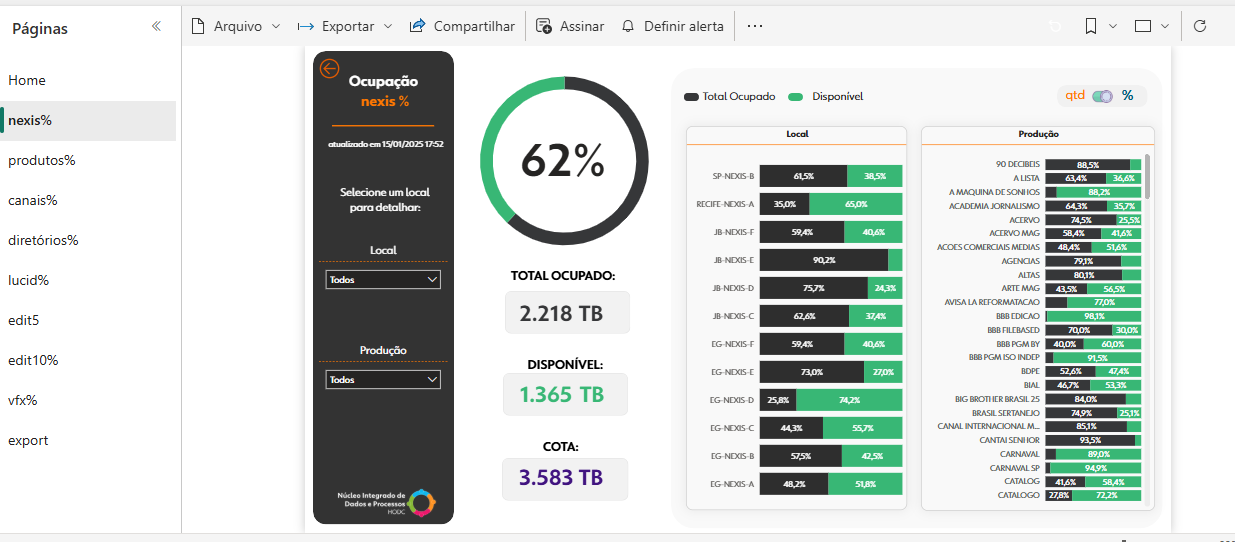 Páginas
Home
nexis%
produtos%
canais%
diretórios%
lucid%
edit5
edit10%
vfx%
export
Arquivo
Exportar
Compartilhar
Assinar
Definir alerta
Ocupação
nexis %
atualizado em 15/01/2025 17:52
Selecione um local
para detalhar:
Local
Todos
Produção
Todos
Núcleo Integrado de
Dados e Processos
HODC
62%
TOTAL OCUPADO:
2.218 TB
DISPONÍVEL:
1.365 TB
COTA:
3.583 TB
Total Ocupado Disponível
qtd %
Local
SP-NEXIS-B 61,5% 38,5%
RECIFE-NEXIS-A 35,0% 65,0%
JB-NEXIS-F 59,4% 40,6%
JB-NEXIS-E 90,2%
JB-NEXIS-D 75,7% 24,3%
JB-NEXIS-C 62,6% 37,4%
EG-NEXIS-F 59,4% 40,6%
EG-NEXIS-E 73,0% 27,0%
EG-NEXIS-D 25,8% 74,2%
EG-NEXIS-C 44,3% 55,7%
EG-NEXIS-B 57,5% 42,5%
EG-NEXIS-A 48,2% 51,8%
Produção
90 DECIBEIS 88,5%
A LISTA 63,4% 36,6%
A MAQUINA DE SONHOS 88,2%
ACADEMIA JORNALISMO 64,3% 35,7%
ACERVO 74,5% 25,5%
ACERVO MAG 58,4% 41,6%
ACOES COMERCIAIS MEDIAS 48,4% 51,6%
AGENCIAS 79,1%
ALTAS 80,1%
ARTE MAG 43,5% 56,5%
AVISA LA REFORMATACAO 77,0%
BBB EDICAO 98,1%
BBB FILEBASED 70,0% 30,0%
BBB PGM BY 40,0% 60,0%
BBB PGM ISO INDEP 91,5%
BDPE 52,6% 47,4%
BIAL 46,7% 53,3%
BIG BROTHER BRASIL 25 84,0%
BRASIL SERTANEJO 74,9% 25,1%
CANAL INTERNACIONAL M... 85,1%
CANTAI SENHOR 93,5%
CARNAVAL 89,0%
CARNAVAL SP 94,9%
CATALOG 41,6% 58,4%
CATALOGO 27,8% 72,2%